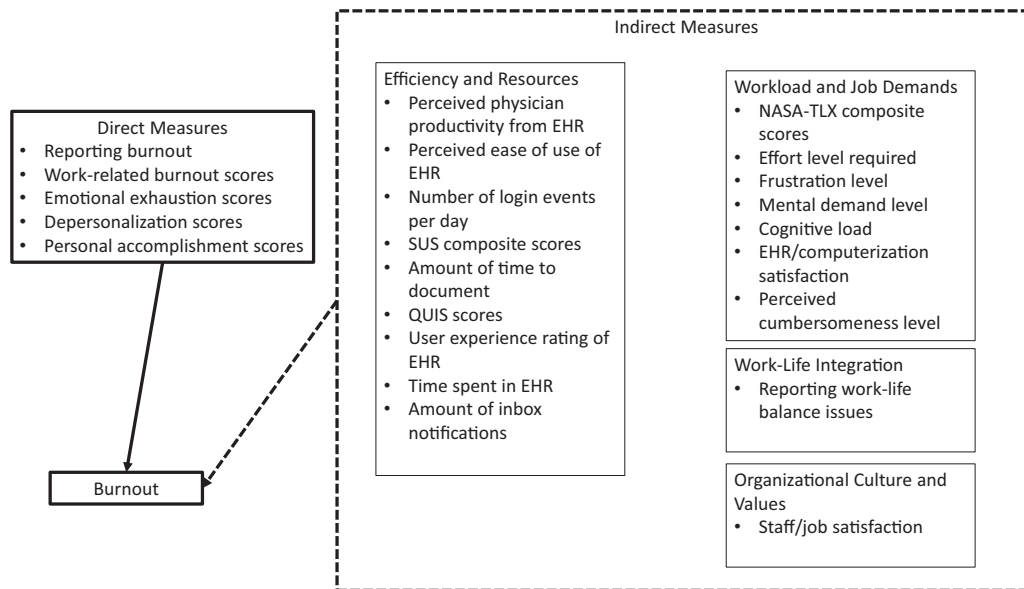 Indirect Measures
Direct Measures
• Reporting burnout
• Work-related burnout scores
• Emotional exhaustion scores
• Depersonalization scores
• Personal accomplishment scores
Burnout
Efficiency and Resources
• Perceived physician
productivity from EHR
• Perceived ease of use of
EHR
• Number of login events
per day
• SUS composite scores
• Amount of time to
document
• QUIS scores
• User experience rating of
EHR
• Time spent in EHR
• Amount of inbox
notifications
Workload and Job Demands
• NASA-TLX composite
scores
• Effort level required
• Frustration level
• Mental demand level
• Cognitive load
• EHR/computerization
satisfaction
• Perceived
cumbersomeness level
Work-Life Integration
• Reporting work-life
balance issues
Organizational Culture and
Values
• Staff/job satisfaction